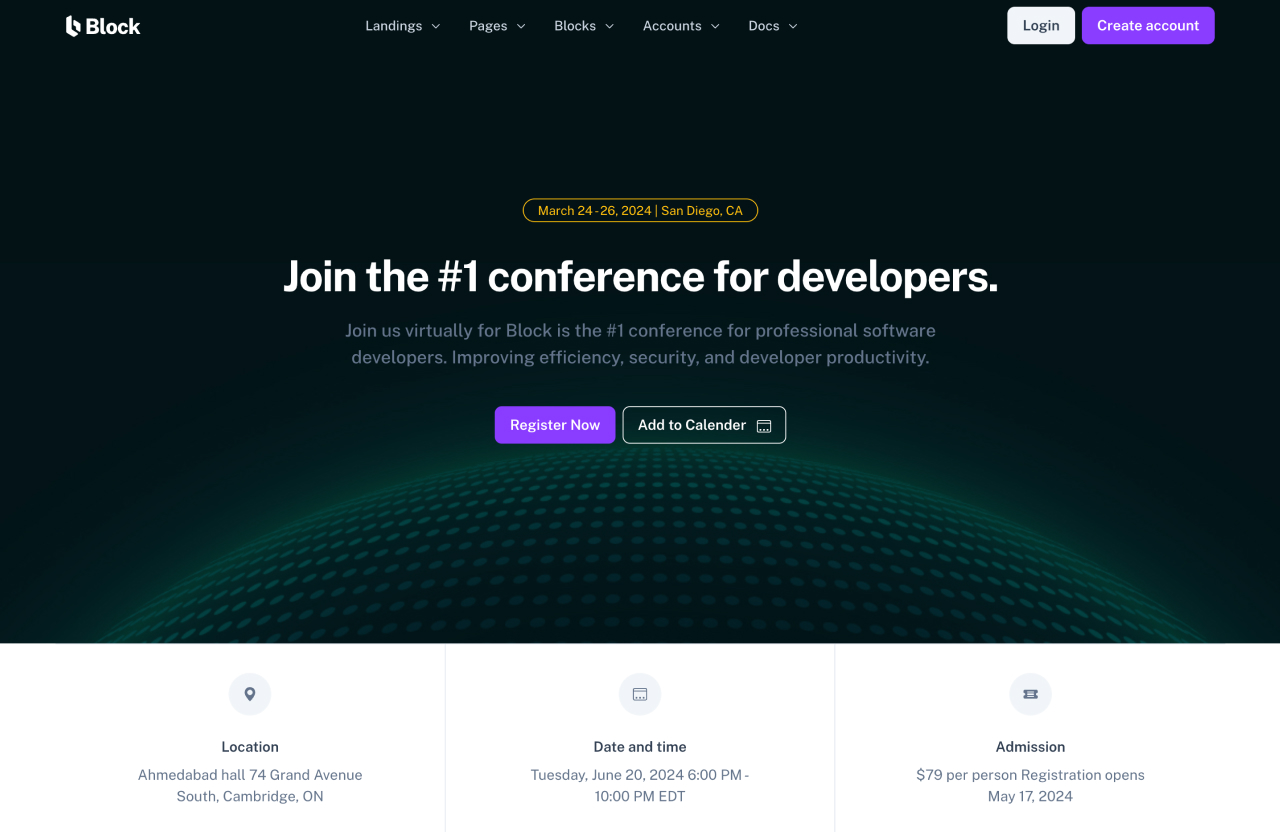 Block
Landings
Pages
Blocks
Accounts
Docs
Login
Create account
March 24-26, 2024 | San Diego, CA
Join the #1 conference for developers.
Join us virtually for Block is the #1 conference for professional software
developers. Improving efficiency, security, and developer productivity.
Register Now
Add to Calender
Location
Ahmedabad hall 74 Grand Avenue
South, Cambridge, ON
Date and time
Tuesday, June 20, 2024 6:00 PM-
10:00 PM EDT
Admission
$79 per person Registration opens
May 17, 2024